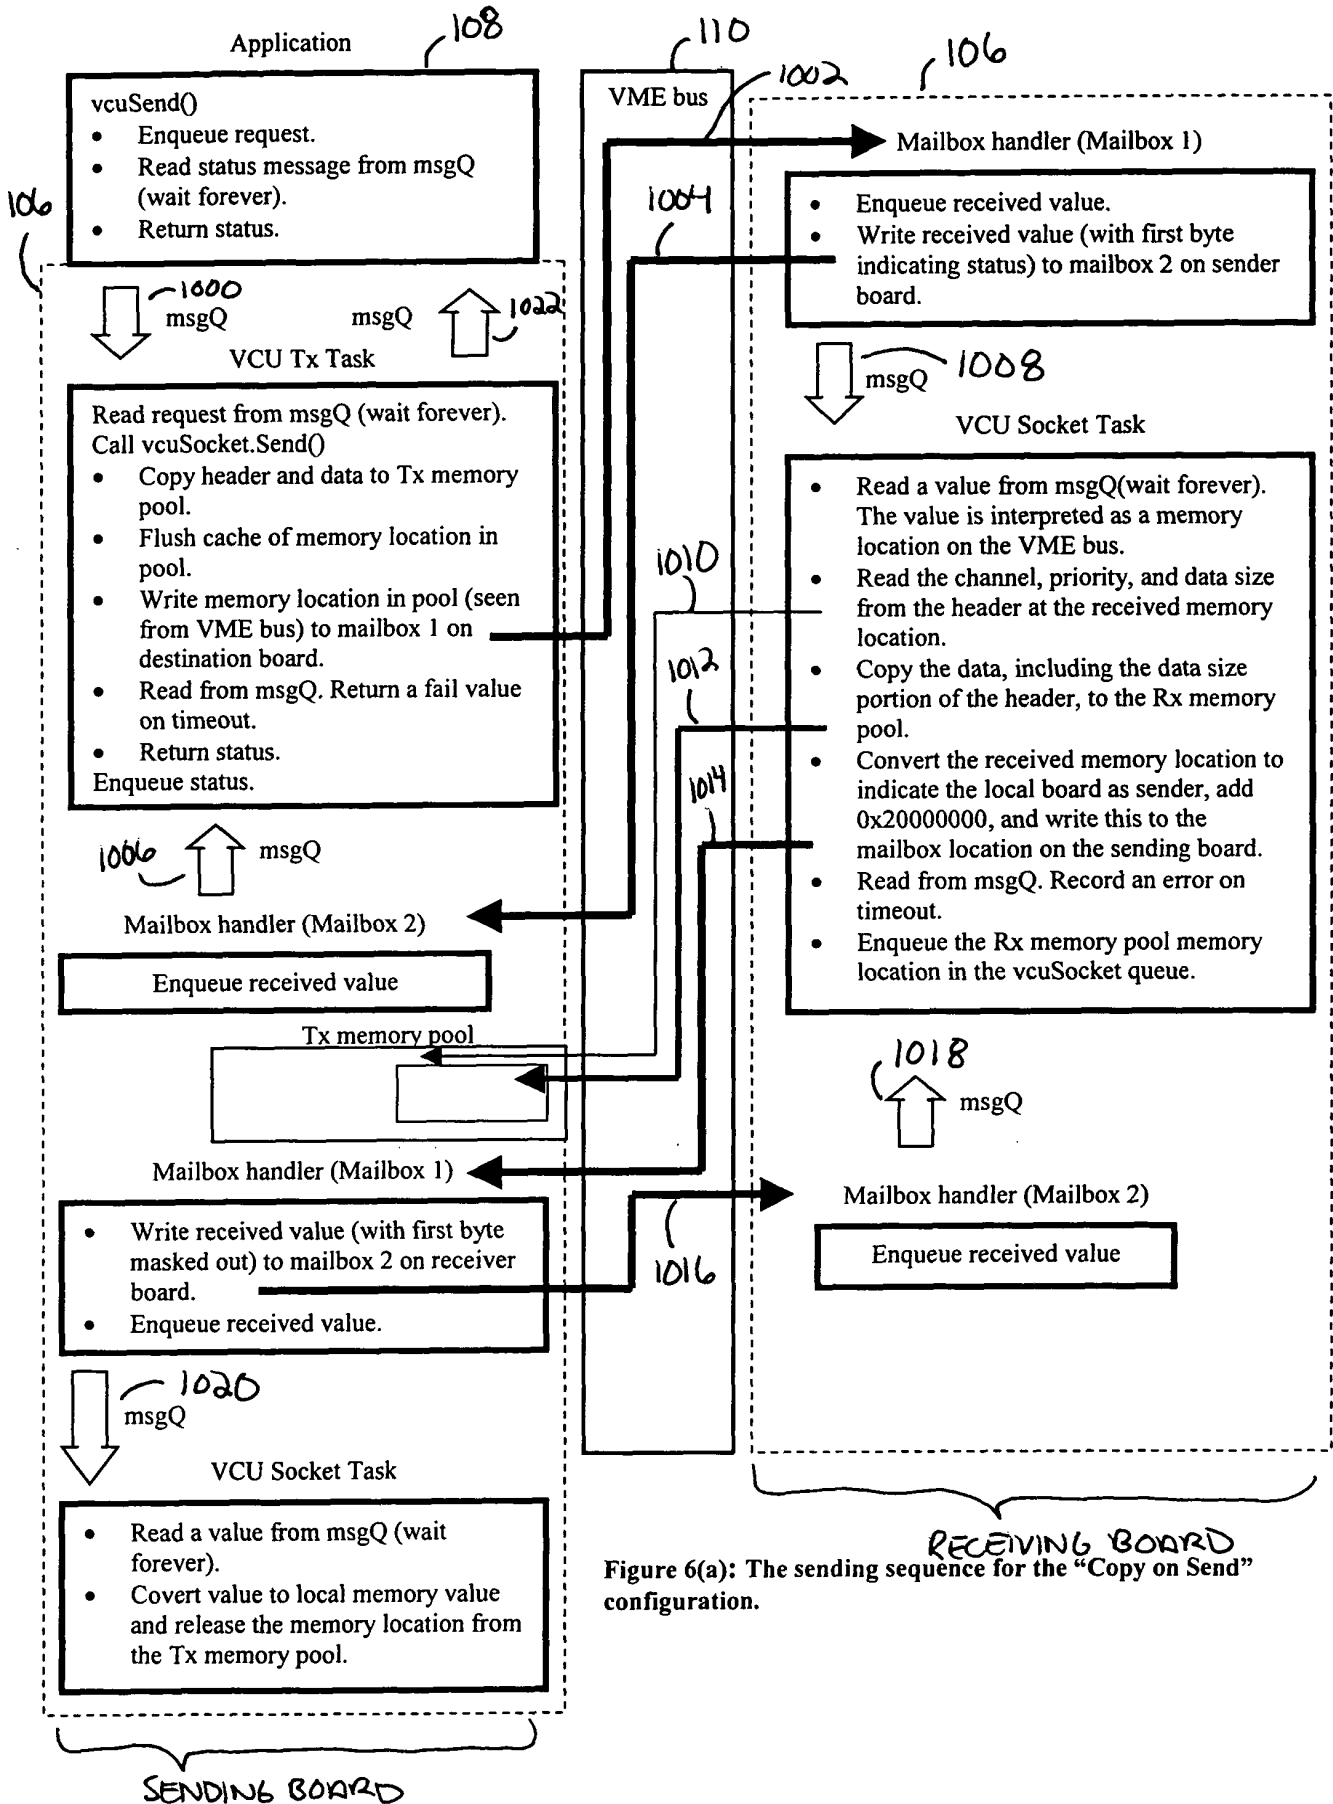 Application
108
110
1002
106
vcuSend()
• Enqueue request.
• Read status message from msgQ
(wait forever).
• Return status.
106
1000
msgQ
msgQ
1022
VCU Tx Task
Read request from msgQ (wait forever).
Call vcuSocket.Send()
• Copy header and data to Tx memory
pool.
• Flush cache of memory location in
pool.
• Write memory location in pool (seen
from VME bus) to mailbox 1 on
destination board.
• Read from msgQ. Return a fail value
on timeout.
• Return status.
Enqueue status.
1006
msgQ
Mailbox handler (Mailbox 2)
Enqueue received value
Tx memory pool
Mailbox handler (Mailbox 1)
• Write received value (with first byte
masked out) to mailbox 2 on receiver
board.
• Enqueue received value.
1020
msgQ
VCU Socket Task
• Read a value from msgQ (wait
forever).
• Covert value to local memory value
and release the memory location from
the Tx memory pool.
SENDING BOARD
VME bus
1004
1010
1012
1014
1016
Mailbox handler (Mailbox 1)
• Enqueue received value.
• Write received value (with first byte
indicating status) to mailbox 2 on sender
board.
msgQ
1008
VCU Socket Task
• Read a value from msgQ(wait forever).
The value is interpreted as a memory
location on the VME bus.
• Read the channel, priority, and data size
from the header at the received memory
location.
• Copy the data, including the data size
portion of the header, to the Rx memory
pool.
• Convert the received memory location to
indicate the local board as sender, add
0x20000000, and write this to the
mailbox location on the sending board.
• Read from msgQ. Record an error on
timeout.
• Enqueue the Rx memory pool memory
location in the vcuSocket queue.
1018
msgQ
Mailbox handler (Mailbox 2)
Enqueue received value
RECEIVING BOARD
Figure 6(a): The sending sequence for the “Copy on Send”
configuration.